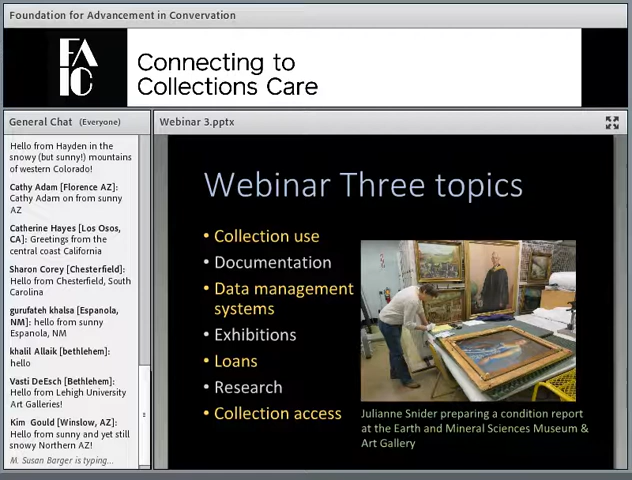 Foundation for Advancement in Convervation
FA
IC
Connecting to
Collections Care
General Chat (Everyone)
Hello from Hayden in the
snowy (but sunny!) mountains
of western Colorado!
Cathy Adam [Florence AZ]:
Cathy Adam on from sunny
AZ
Catherine Hayes [Los Osos,
CA]: Greetings from the
central coast California
Sharon Corey [Chesterfield]:
Hello from Chesterfield, South
Carolina
gurufateh khalsa [Espanola,
NM]: hello from sunny
Espanola, NM
khalil Allaik [bethlehem]:
hello
Vasti DeEsch [Bethlehem]:
Hello from Lehigh University
Art Galleries!
Kim Gould [Winslow, AZ]:
Hello from sunny and yet still
snowy Northern AZ!
M. Susan Barger is typing...
Webinar 3.pptx
Webinar Three topics
• Collection use
• Documentation
• Data management
systems
• Exhibitions
• Loans
• Research
• Collection access
Julianne Snider preparing a condition report
at the Earth and Mineral Sciences Museum &
Art Gallery